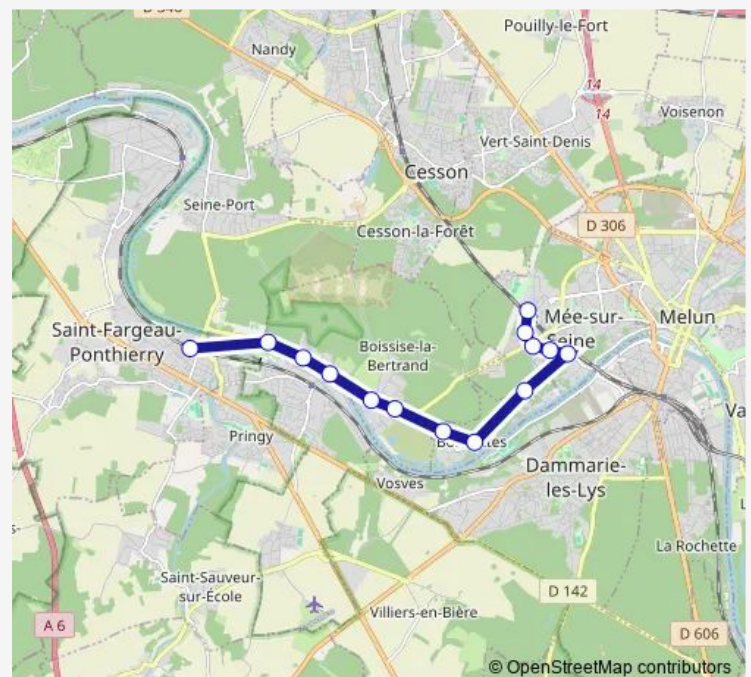 Nandy
Pouilly-le-Fort
14
14
Voisenon
Vert-Saint-Denis
Cesson
Seine-Port
D 306
Cesson-la-Forêt
Saint-Fargeau-
Ponthierry
Mée-sur-
Seine
Melun
Boissise-la-
Bertrand
Pringy
Vosves
Dammarie-
les-Lys
La Rochette
Saint-Sauveur-
sur-École
D 142
Villiers-en-Bière
A 6
D 606
© OpenStreetMap contributors